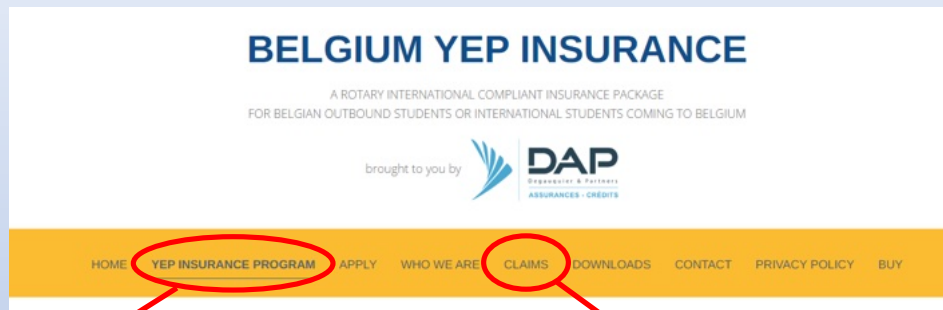 BELGIUM YEP INSURANCE
A ROTARY INTERNATIONAL COMPLIANT INSURANCE PACKAGE
FOR BELGIAN OUTBOUND STUDENTS OR INTERNATIONAL STUDENTS COMING TO BELGIUM
brought to you by
DAP
Degasquier & Partners
ASSURANCES - CRÉDITS
HOME YEP INSURANCE PROGRAM APPLY WHO WE ARE CLAIMS DOWNLOADS CONTACT PRIVACY POLICY BUY